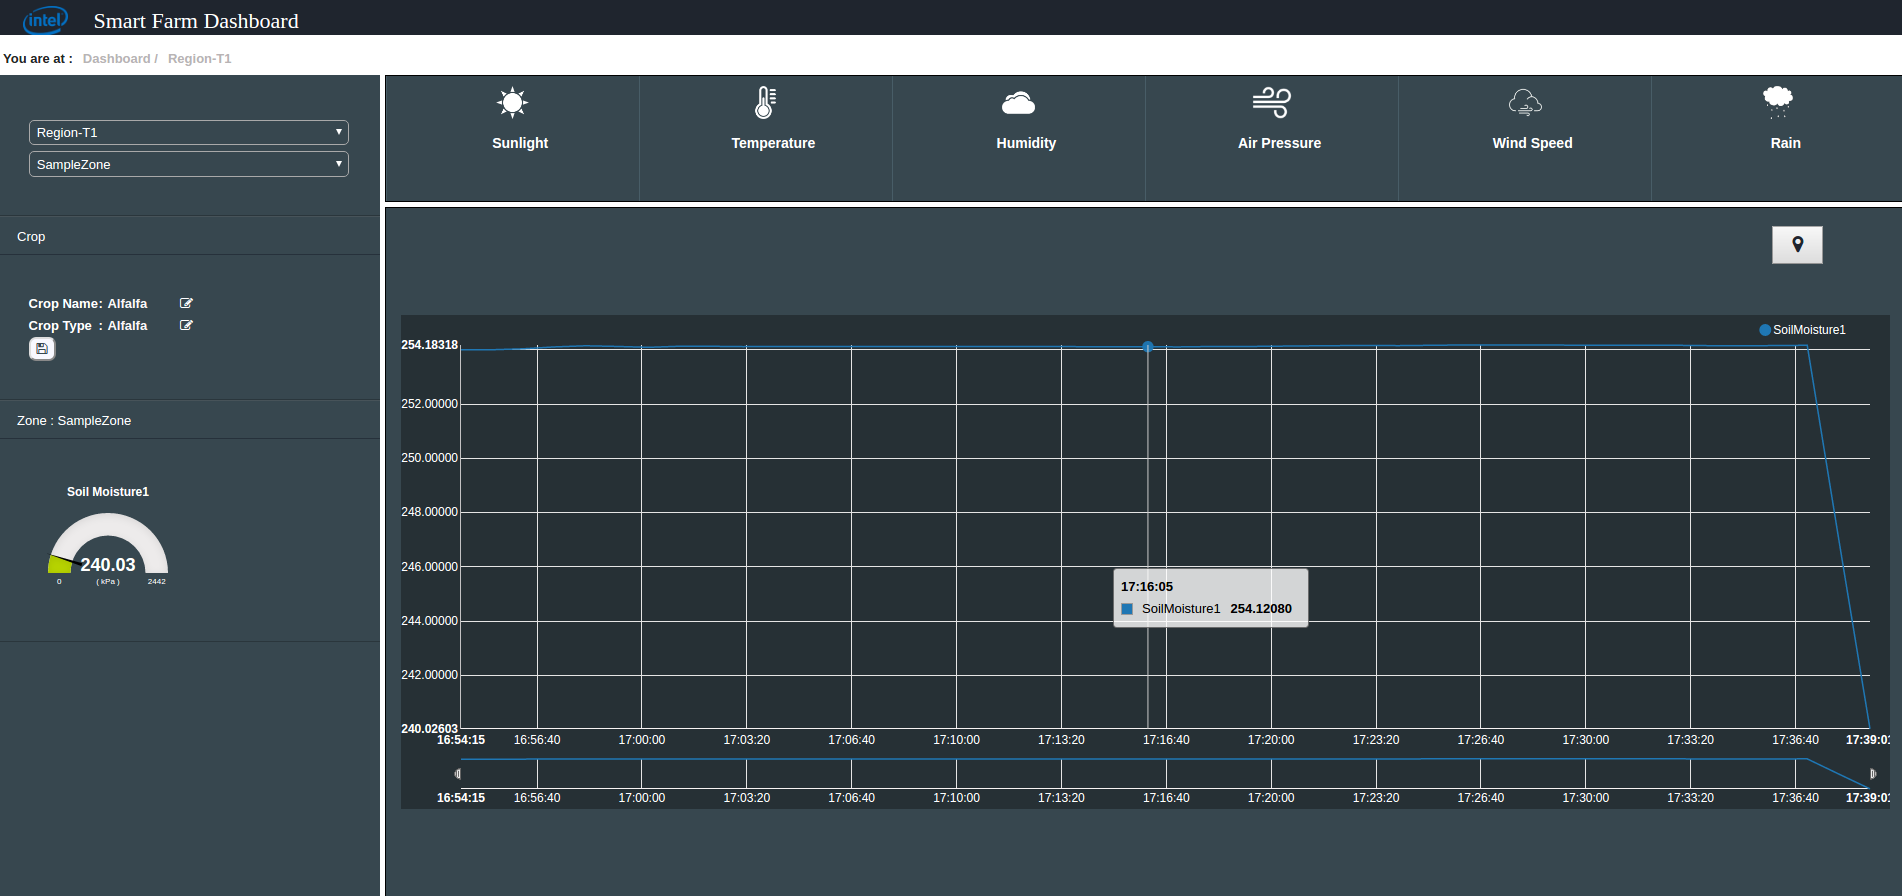 intel Smart Farm Dashboard
You are at : Dashboard / Region-T1
Region-T1
SampleZone
Crop
Crop Name: Alfalfa
Crop Type : Alfalfa
Zone : SampleZone
Soil Moisture1
240.03
0 ( kPa ) 2442
Sunlight Temperature Humidity Air Pressure Wind Speed Rain
SoilMoisture1
254.18318
252.00000
250.00000
248.00000
246.00000
244.00000
242.00000
240.02603
17:16:05
SoilMoisture1 254.12080
16:54:15 16:56:40 17:00:00 17:03:20 17:06:40 17:10:00 17:13:20 17:16:40 17:20:00 17:23:20 17:26:40 17:30:00 17:33:20 17:36:40 17:39:01
16:54:15 16:56:40 17:00:00 17:03:20 17:06:40 17:10:00 17:13:20 17:16:40 17:20:00 17:23:20 17:26:40 17:30:00 17:33:20 17:36:40 17:39:01